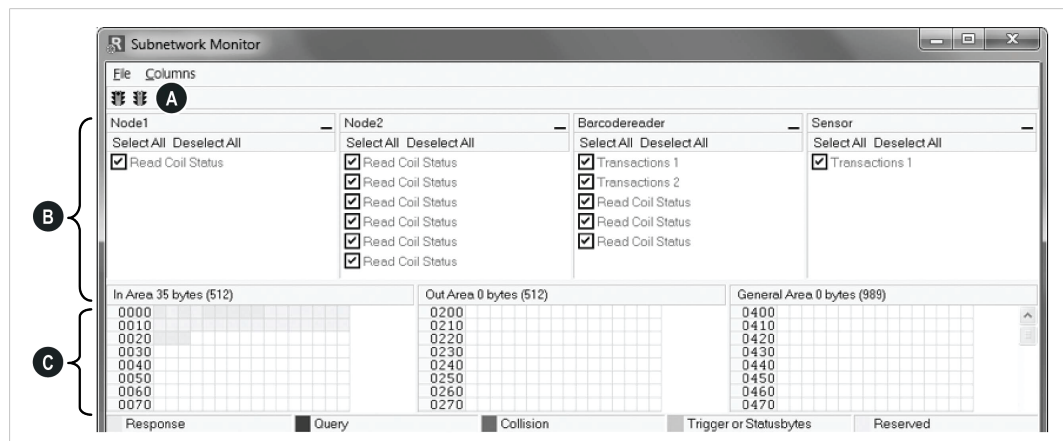 Subnetwork Monitor
File Columns
A
Node1 Node2 Barcodereader Sensor
Select All Deselect All Select All Deselect All Select All Deselect All Select All Deselect All
Read Coil Status Read Coil Status Transactions 1 Transactions 1
Read Coil Status Transactions 2
Read Coil Status Read Coil Status
B
Read Coil Status Read Coil Status
Read Coil Status Read Coil Status
Read Coil Status
In Area 35 bytes (512) Out Area 0 bytes (512) General Area 0 bytes (989)
0000 0200 0400
0010 0210 0410
0020 0220 0420
0030 0230 0430
C
0040 0240 0440
0050 0250 0450
0060 0260 0460
0070 0270 0470
Response Query Collision Trigger or Statusbytes Reserved